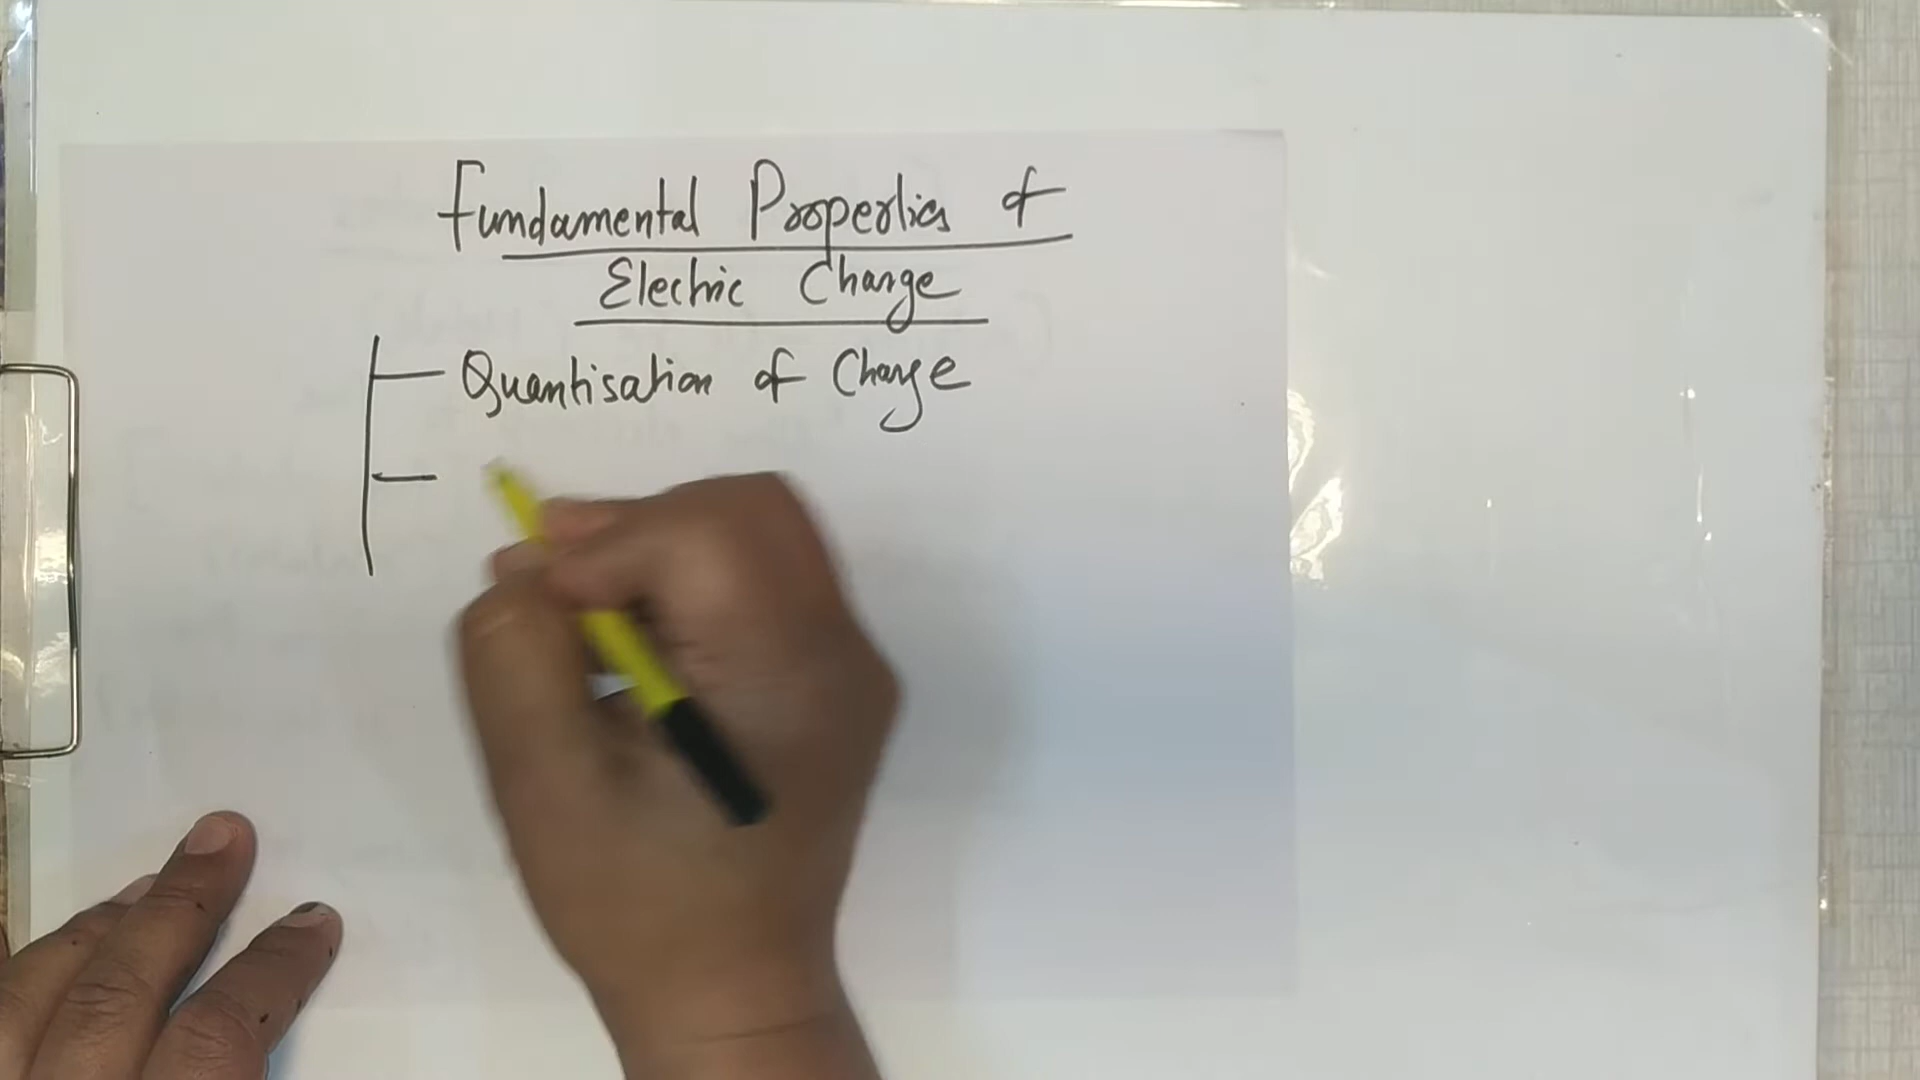 Fundamental Properties of
Electric Charge
Quantisation of Charge